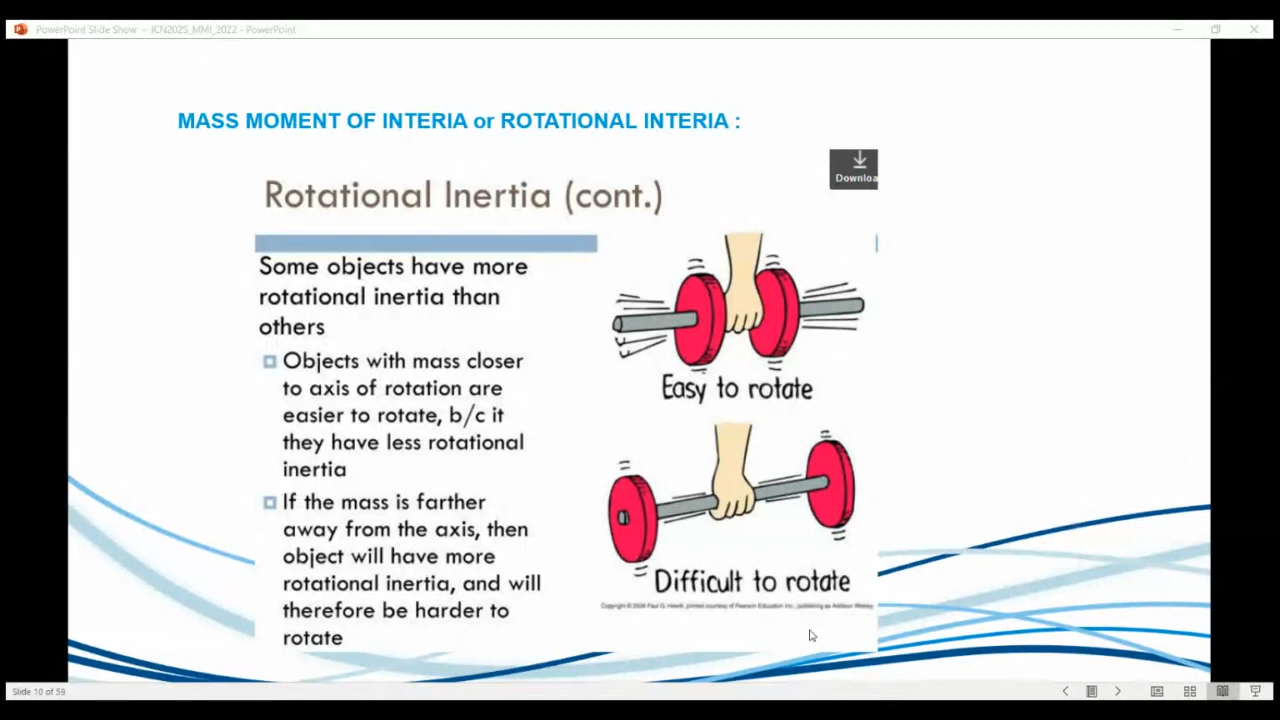 PowerPoint Slide Show - ICN202S_MMI_2022 - PowerPoint
MASS MOMENT OF INTERIA or ROTATIONAL INTERIA :
Downloa
Rotational Inertia (cont.)
Some objects have more
rotational inertia than
others
Objects with mass closer
to axis of rotation are
easier to rotate, b/c it
they have less rotational
inertia
If the mass is farther
away from the axis, then
object will have more
rotational inertia, and will
therefore be harder to
rotate
Easy to rotate
Difficult to rotate
Copyright © 2008 Paul G. Hewitt, printed courtesy of Pearson Education Inc., publishing as Addison Wesley.
Slide 10 of 59